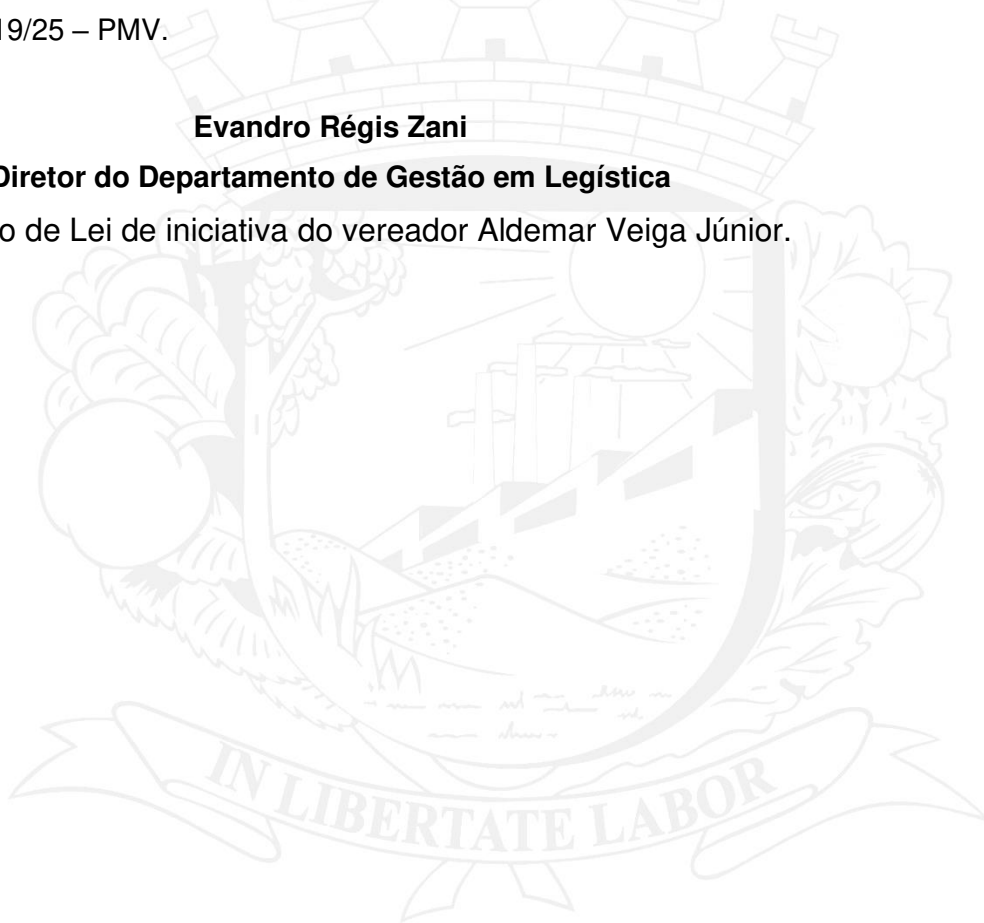 19/25 – PMV.
Evandro Régis Zani
Diretor do Departamento de Gestão em Legística
o de Lei de iniciativa do vereador Aldemar Veiga Júnior.
IN LIBERTATE LABOR